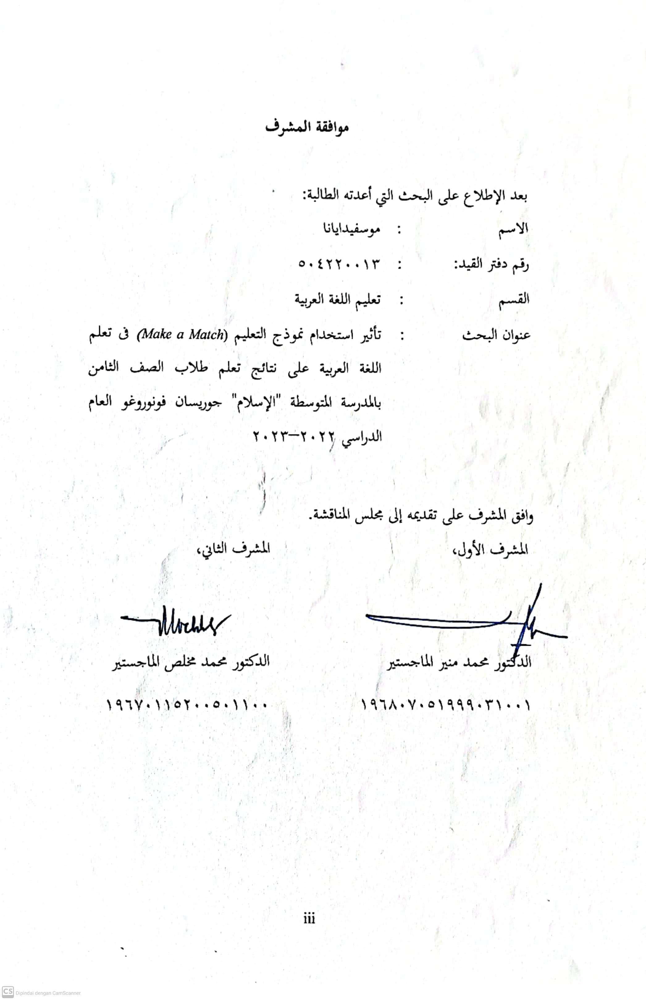 موافقة المشرف
بعد الإطلاع على البحث التي أعدته الطالبة:
الاسم : موسفيدايانا
رقم دفتر القيد: : ٥٠٤٢٢٠٠١٣
القسم : تعليم اللغة العربية
عنوان البحث : تأثير استخدام نموذج التعليم (Make a Match) فى تعلم
اللغة العربية على نتائج تعلم طلاب الصف الثامن
بالمدرسة المتوسطة "الإسلام" جوريسان فونوروغو العام
الدراسي ٢٠٢٢–٢٠٢٣
وافق المشرف على تقديمه إلى مجلس المناقشة.
المشرف الأول، المشرف الثاني،
الدكتور محمد منير الماجستير الدكتور محمد مخلص الماجستير
١٩٦٨٠٧٠٥١٩٩٩٠٣١٠٠١ ١٩٦٧٠١١٥٢٠٠٥٠١١٠٠
iii
CS Dipindai dengan CamScanner